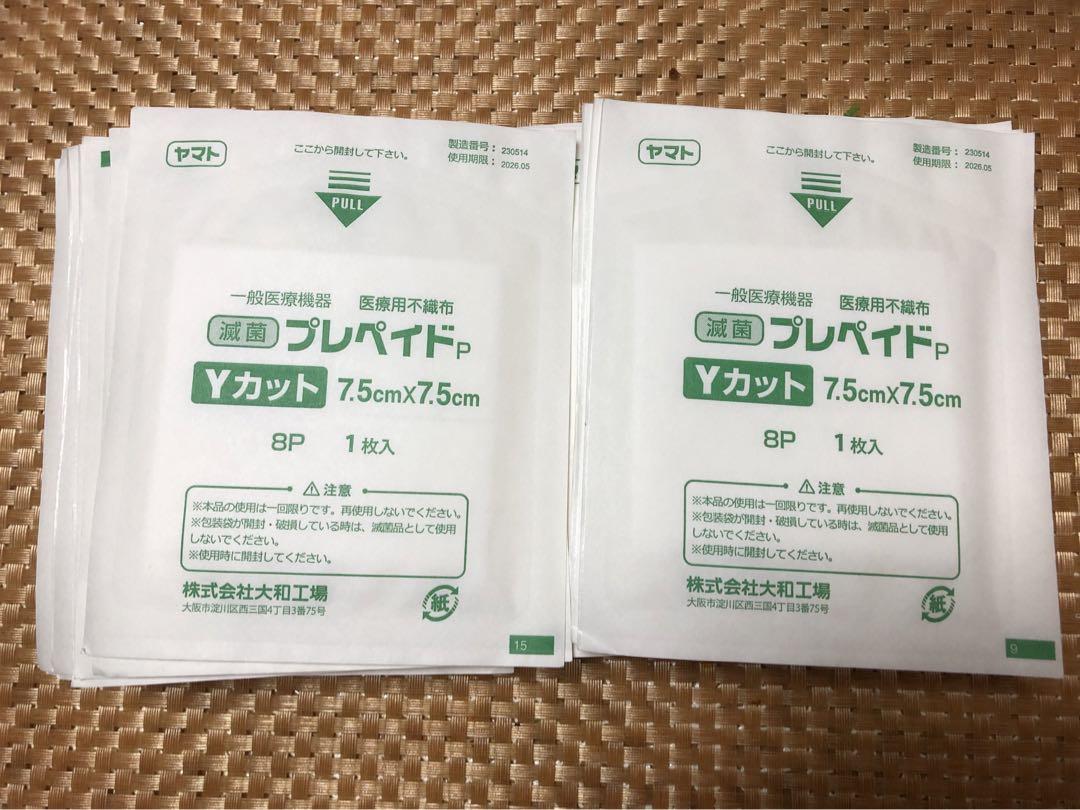 ヤマト
ここから開封して下さい。
製造番号： 230514
使用期限： 2026.05
PULL
一般医療機器 医療用不織布
滅菌 プレペイドP
Yカット 7.5cm×7.5cm
8P 1枚入
⚠注意
※本品の使用は一回限りです。再使用しないでください。
※包装袋が開封・破損している時は、滅菌品として使用
しないでください。
※使用時に開封してください。
株式会社大和工場
大阪市淀川区西三国4丁目3番75号
紙
15
ヤマト
ここから開封して下さい。
製造番号： 230514
使用期限： 2026.05
PULL
一般医療機器 医療用不織布
滅菌 プレペイドP
Yカット 7.5cm×7.5cm
8P 1枚入
⚠注意
※本品の使用は一回限りです。再使用しないでください。
※包装袋が開封・破損している時は、滅菌品として使用
しないでください。
※使用時に開封してください。
株式会社大和工場
大阪市淀川区西三国4丁目3番75号
紙
9